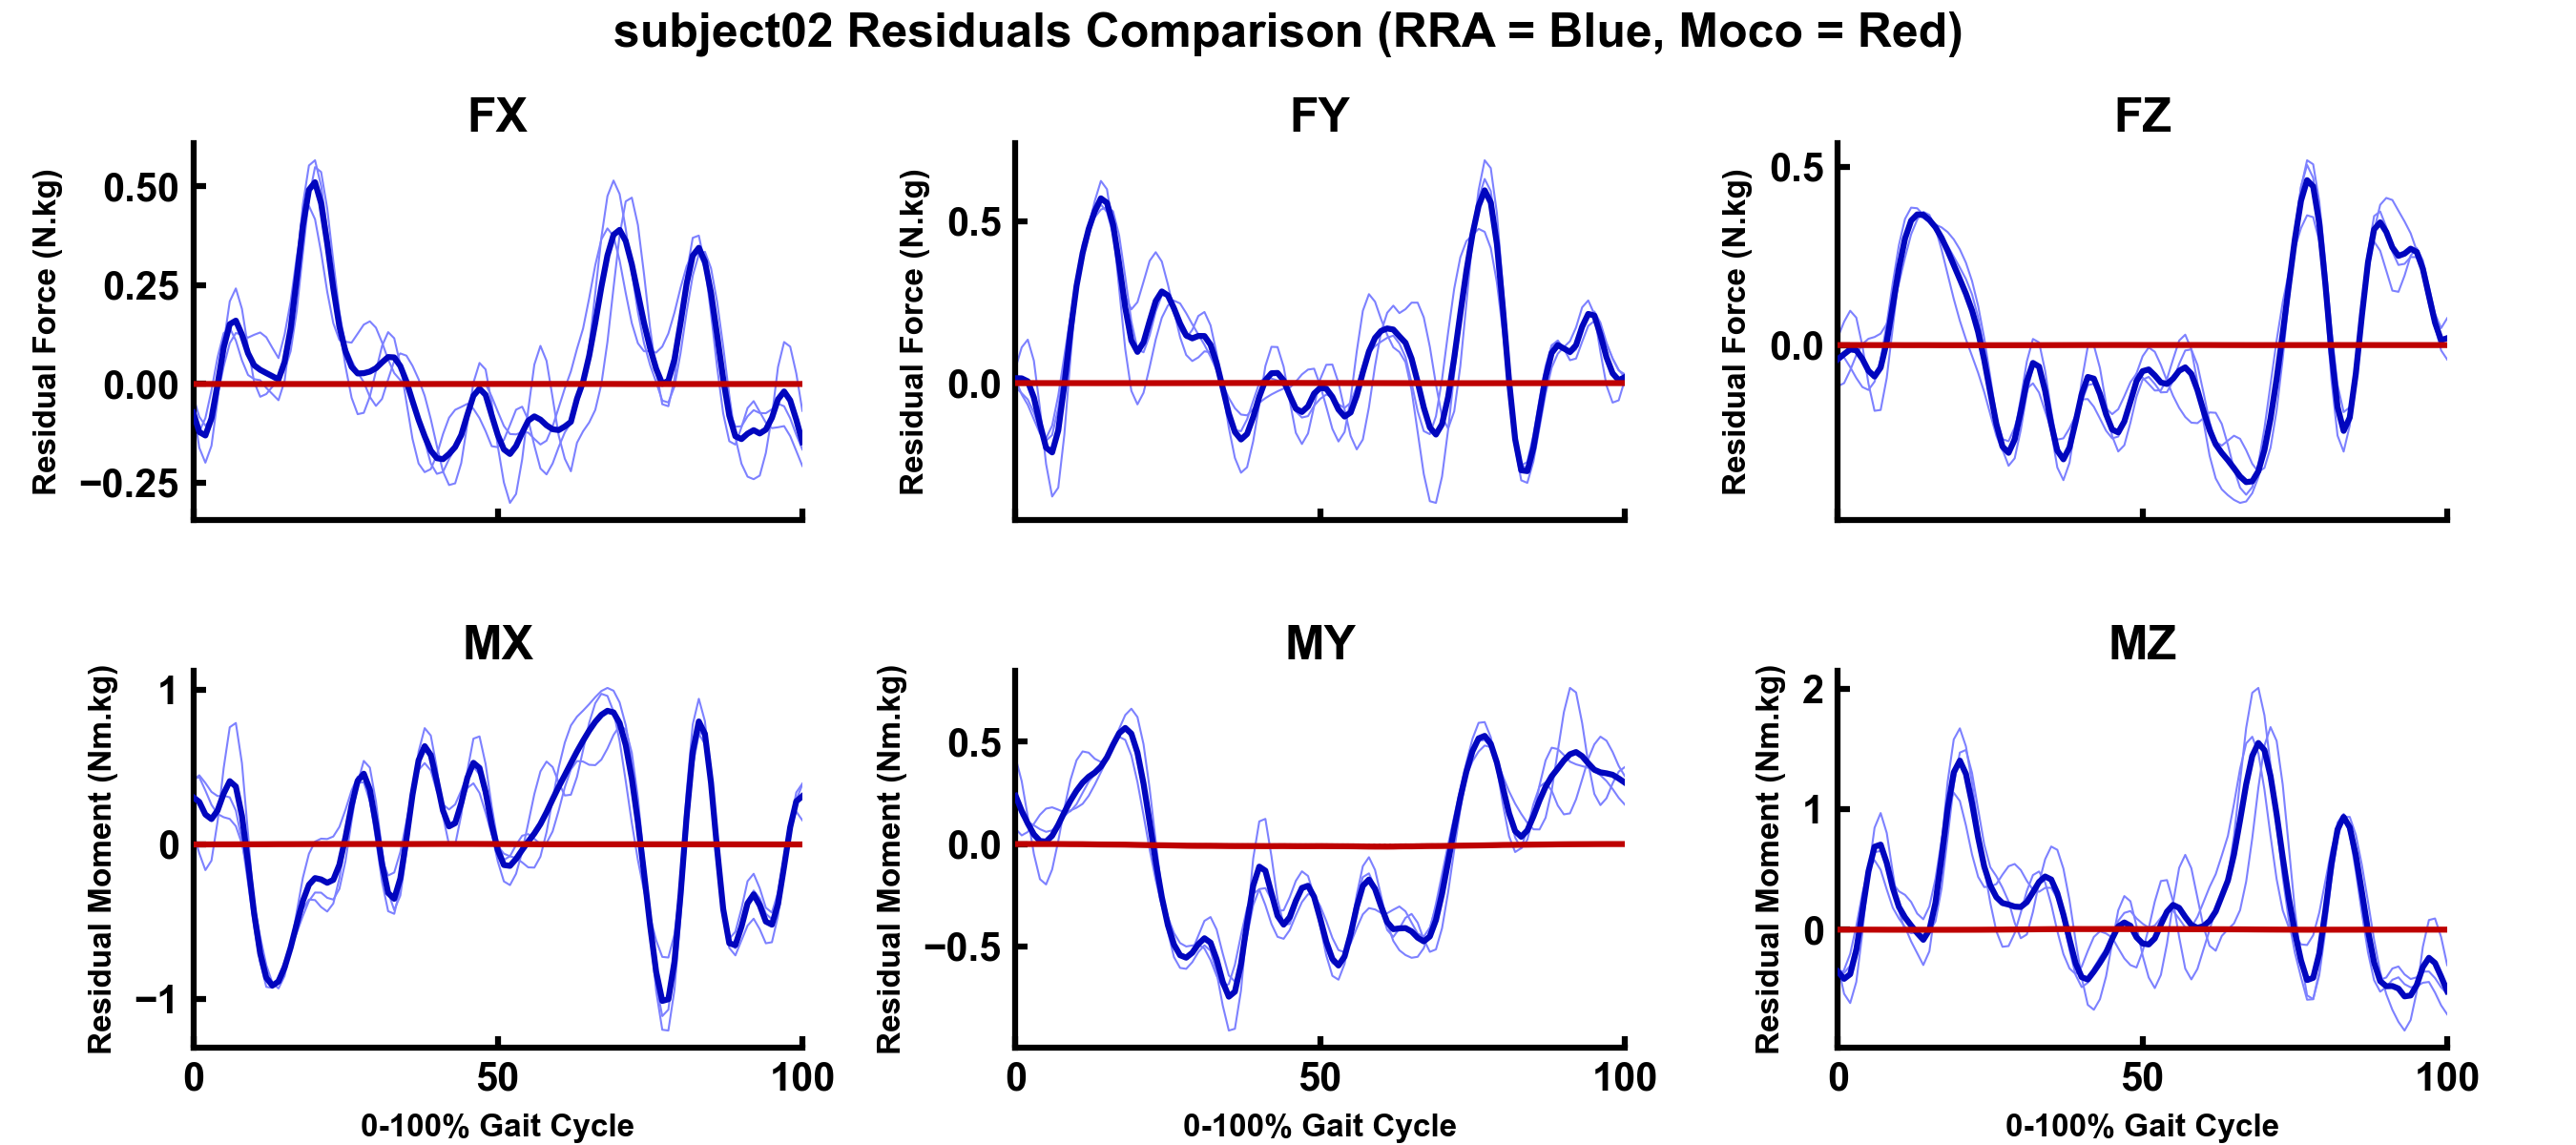 subject02 Residuals Comparison (RRA = Blue, Moco = Red)
FX
FY
FZ
Residual Force (N.kg)
0.50
0.25
0.00
−0.25
Residual Force (N.kg)
0.5
0.0
Residual Force (N.kg)
0.5
0.0
MX
MY
MZ
Residual Moment (Nm.kg)
1
0
−1
0
50
100
0-100% Gait Cycle
Residual Moment (Nm.kg)
0.5
0.0
−0.5
0
50
100
0-100% Gait Cycle
Residual Moment (Nm.kg)
2
1
0
0
50
100
0-100% Gait Cycle